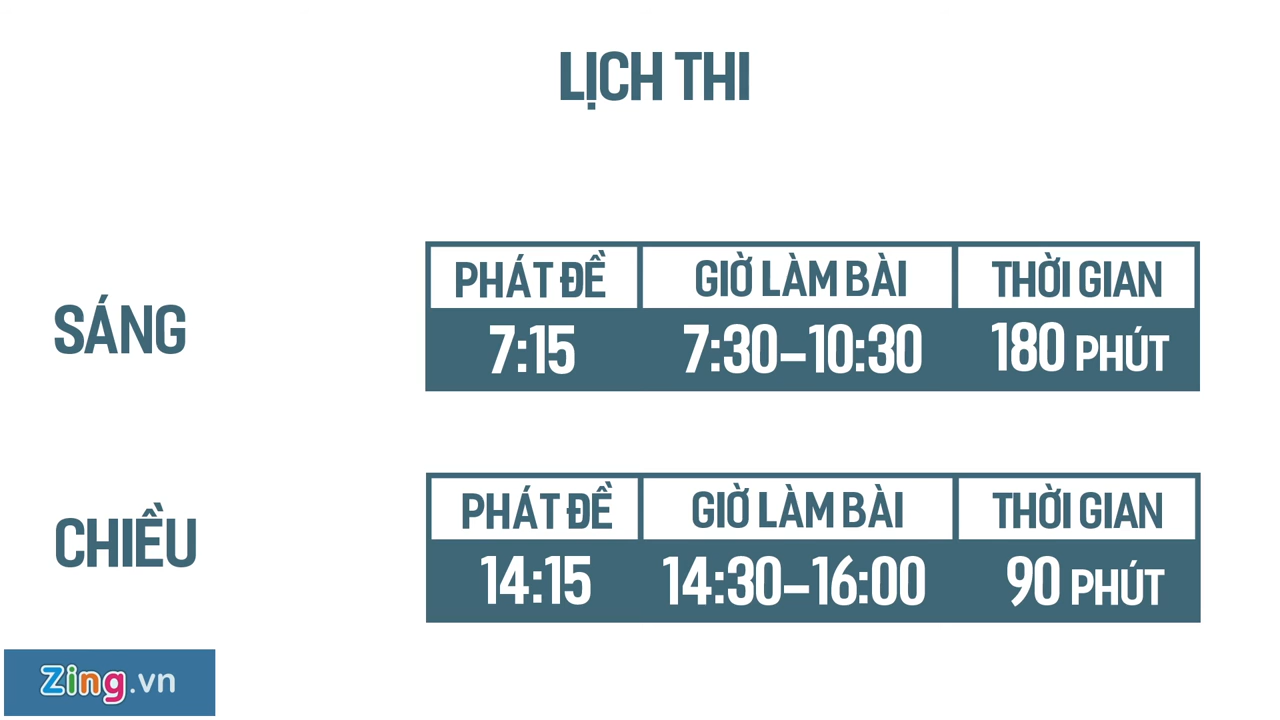 LỊCH THI
SÁNG
PHÁT ĐỀ GIỜ LÀM BÀI THỜI GIAN
7:15 7:30-10:30 180 PHÚT
CHIỀU
PHÁT ĐỀ GIỜ LÀM BÀI THỜI GIAN
14:15 14:30-16:00 90 PHÚT
Zing.vn